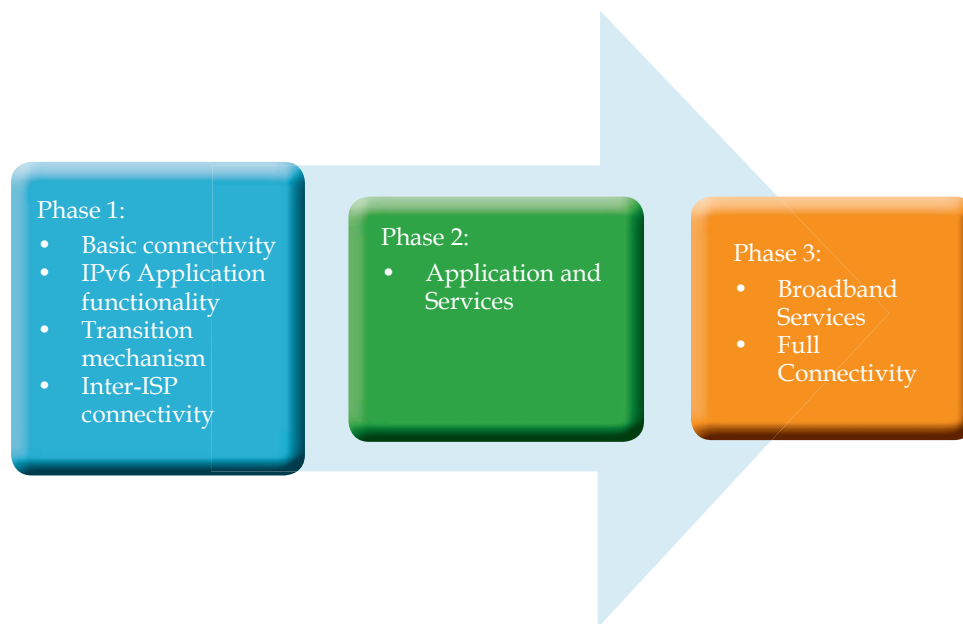 Phase 1:
• Basic connectivity
• IPv6 Application
functionality
• Transition
mechanism
• Inter-ISP
connectivity
Phase 2:
• Application and
Services
Phase 3:
• Broadband
Services
• Full
Connectivity